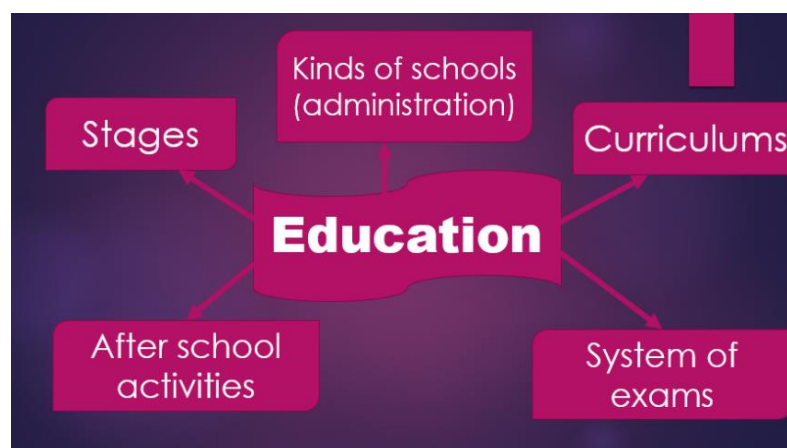 Kinds of schools
(administration)
Stages
Curriculums
Education
After school
activities
System of
exams